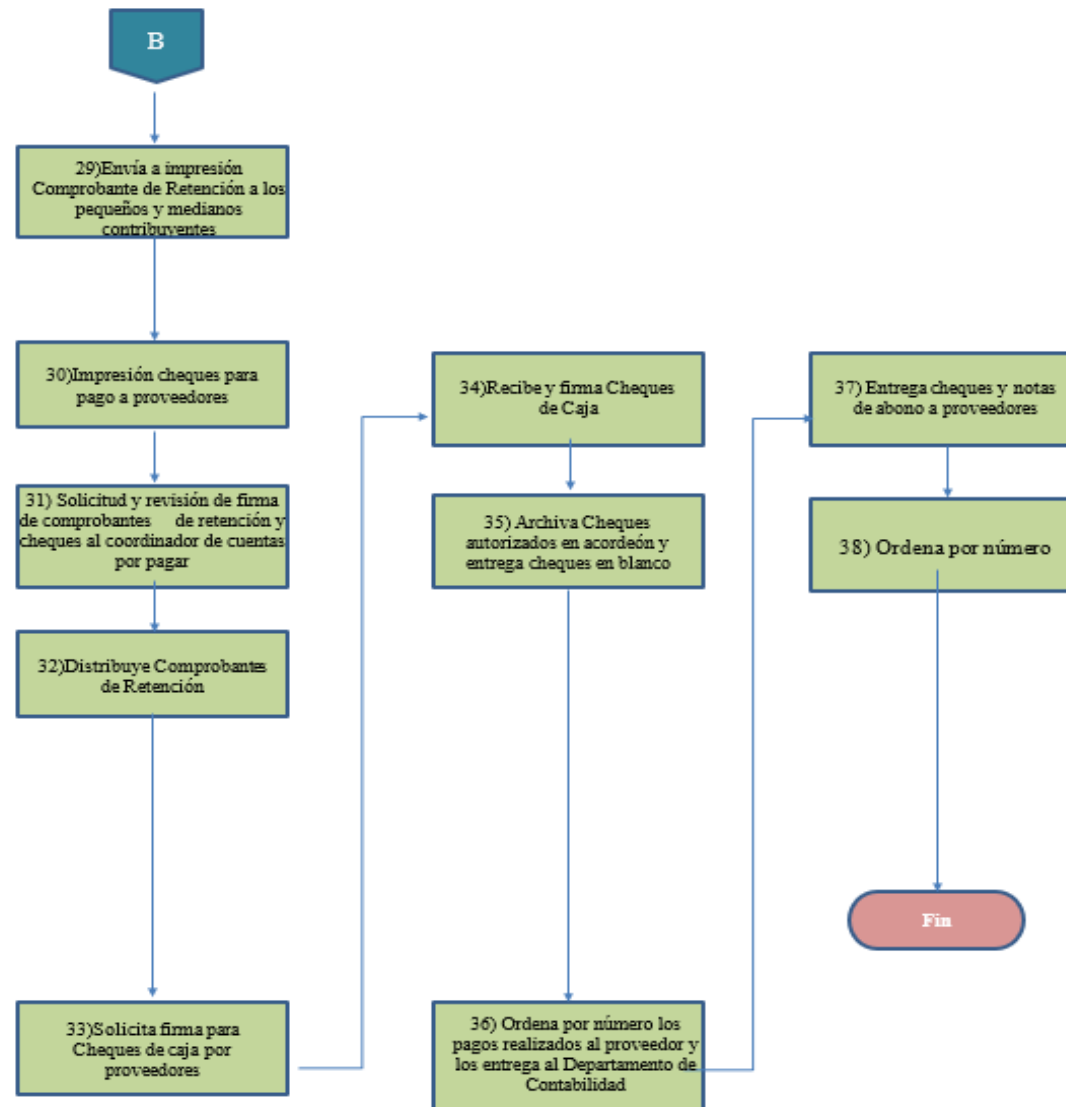 B
29)Envía a impresión
Comprobante de Retención a los
pequeños y medianos
contribuyentes
30)Impresión cheques para
pago a proveedores
31) Solicitud y revisión de firma
de comprobantes de retención y
cheques al coordinador de cuentas
por pagar
32)Distribuye Comprobantes
de Retención
33)Solicita firma para
Cheques de caja por
proveedores
34)Recibe y firma Cheques
de Caja
35) Archiva Cheques
autorizados en acordeón y
entrega cheques en blanco
36) Ordena por número los
pagos realizados al proveedor y
los entrega al Departamento de
Contabilidad
37) Entrega cheques y notas
de abono a proveedores
38) Ordena por número
Fin